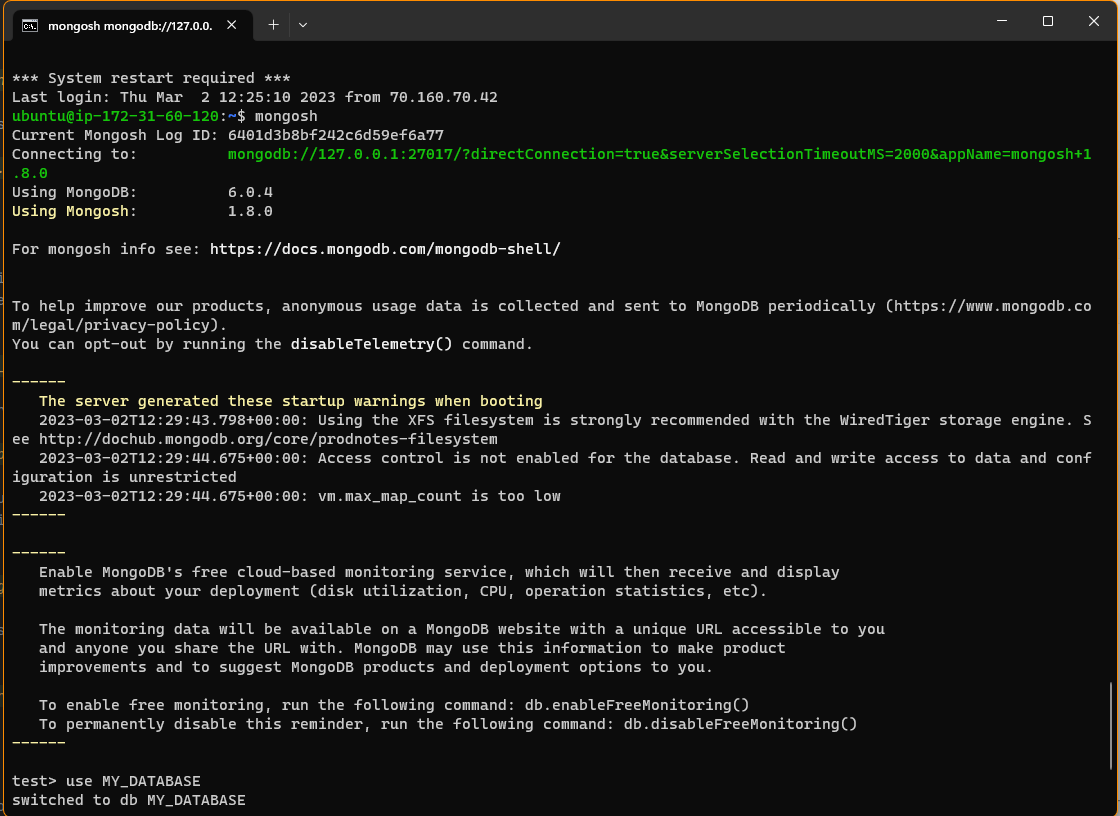 mongosh mongodb://127.0.0.
*** System restart required ***
Last login: Thu Mar  2 12:25:10 2023 from 70.160.70.42
ubuntu@ip-172-31-60-120:~$ mongosh
Current Mongosh Log ID: 6401d3b8bf242c6d59ef6a77
Connecting to:          mongodb://127.0.0.1:27017/?directConnection=true&serverSelectionTimeoutMS=2000&appName=mongosh+1
.8.0
Using MongoDB:          6.0.4
Using Mongosh:          1.8.0
For mongosh info see: https://docs.mongodb.com/mongodb-shell/
To help improve our products, anonymous usage data is collected and sent to MongoDB periodically (https://www.mongodb.co
m/legal/privacy-policy).
You can opt-out by running the disableTelemetry() command.
------
   The server generated these startup warnings when booting
   2023-03-02T12:29:43.798+00:00: Using the XFS filesystem is strongly recommended with the WiredTiger storage engine. S
ee http://dochub.mongodb.org/core/prodnotes-filesystem
   2023-03-02T12:29:44.675+00:00: Access control is not enabled for the database. Read and write access to data and conf
iguration is unrestricted
   2023-03-02T12:29:44.675+00:00: vm.max_map_count is too low
------
------
   Enable MongoDB's free cloud-based monitoring service, which will then receive and display
   metrics about your deployment (disk utilization, CPU, operation statistics, etc).
   The monitoring data will be available on a MongoDB website with a unique URL accessible to you
   and anyone you share the URL with. MongoDB may use this information to make product
   improvements and to suggest MongoDB products and deployment options to you.
   To enable free monitoring, run the following command: db.enableFreeMonitoring()
   To permanently disable this reminder, run the following command: db.disableFreeMonitoring()
------
test> use MY_DATABASE
switched to db MY_DATABASE